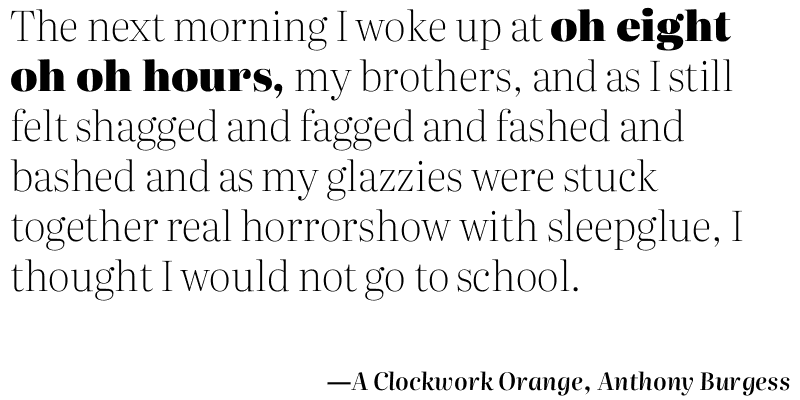 The next morning I woke up at oh eight
oh oh hours, my brothers, and as I still
felt shagged and fagged and fashed and
bashed and as my glazzies were stuck
together real horrorshow with sleepglue, I
thought I would not go to school.
—A Clockwork Orange, Anthony Burgess